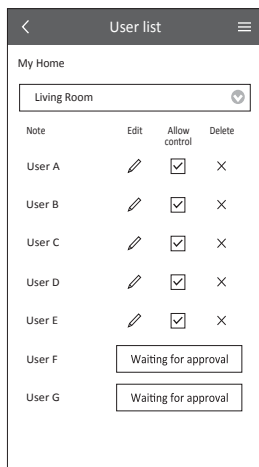 User list
My Home
Living Room
Note Edit Allow control Delete
User A
User B
User C
User D
User E
User F Waiting for approval
User G Waiting for approval